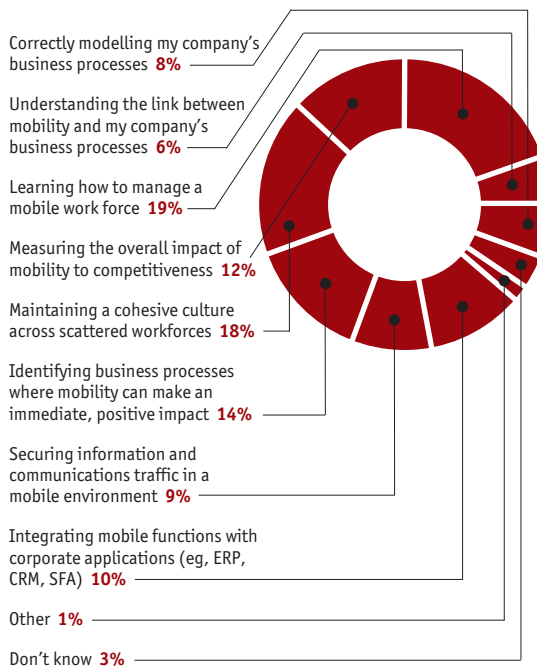 Correctly modelling my company's
business processes 8%
Understanding the link between
mobility and my company's
business processes 6%
Learning how to manage a
mobile work force 19%
Measuring the overall impact of
mobility to competitiveness 12%
Maintaining a cohesive culture
across scattered workforces 18%
Identifying business processes
where mobility can make an
immediate, positive impact 14%
Securing information and
communications traffic in a
mobile environment 9%
Integrating mobile functions with
corporate applications (eg, ERP,
CRM, SFA) 10%
Other 1%
Don't know 3%